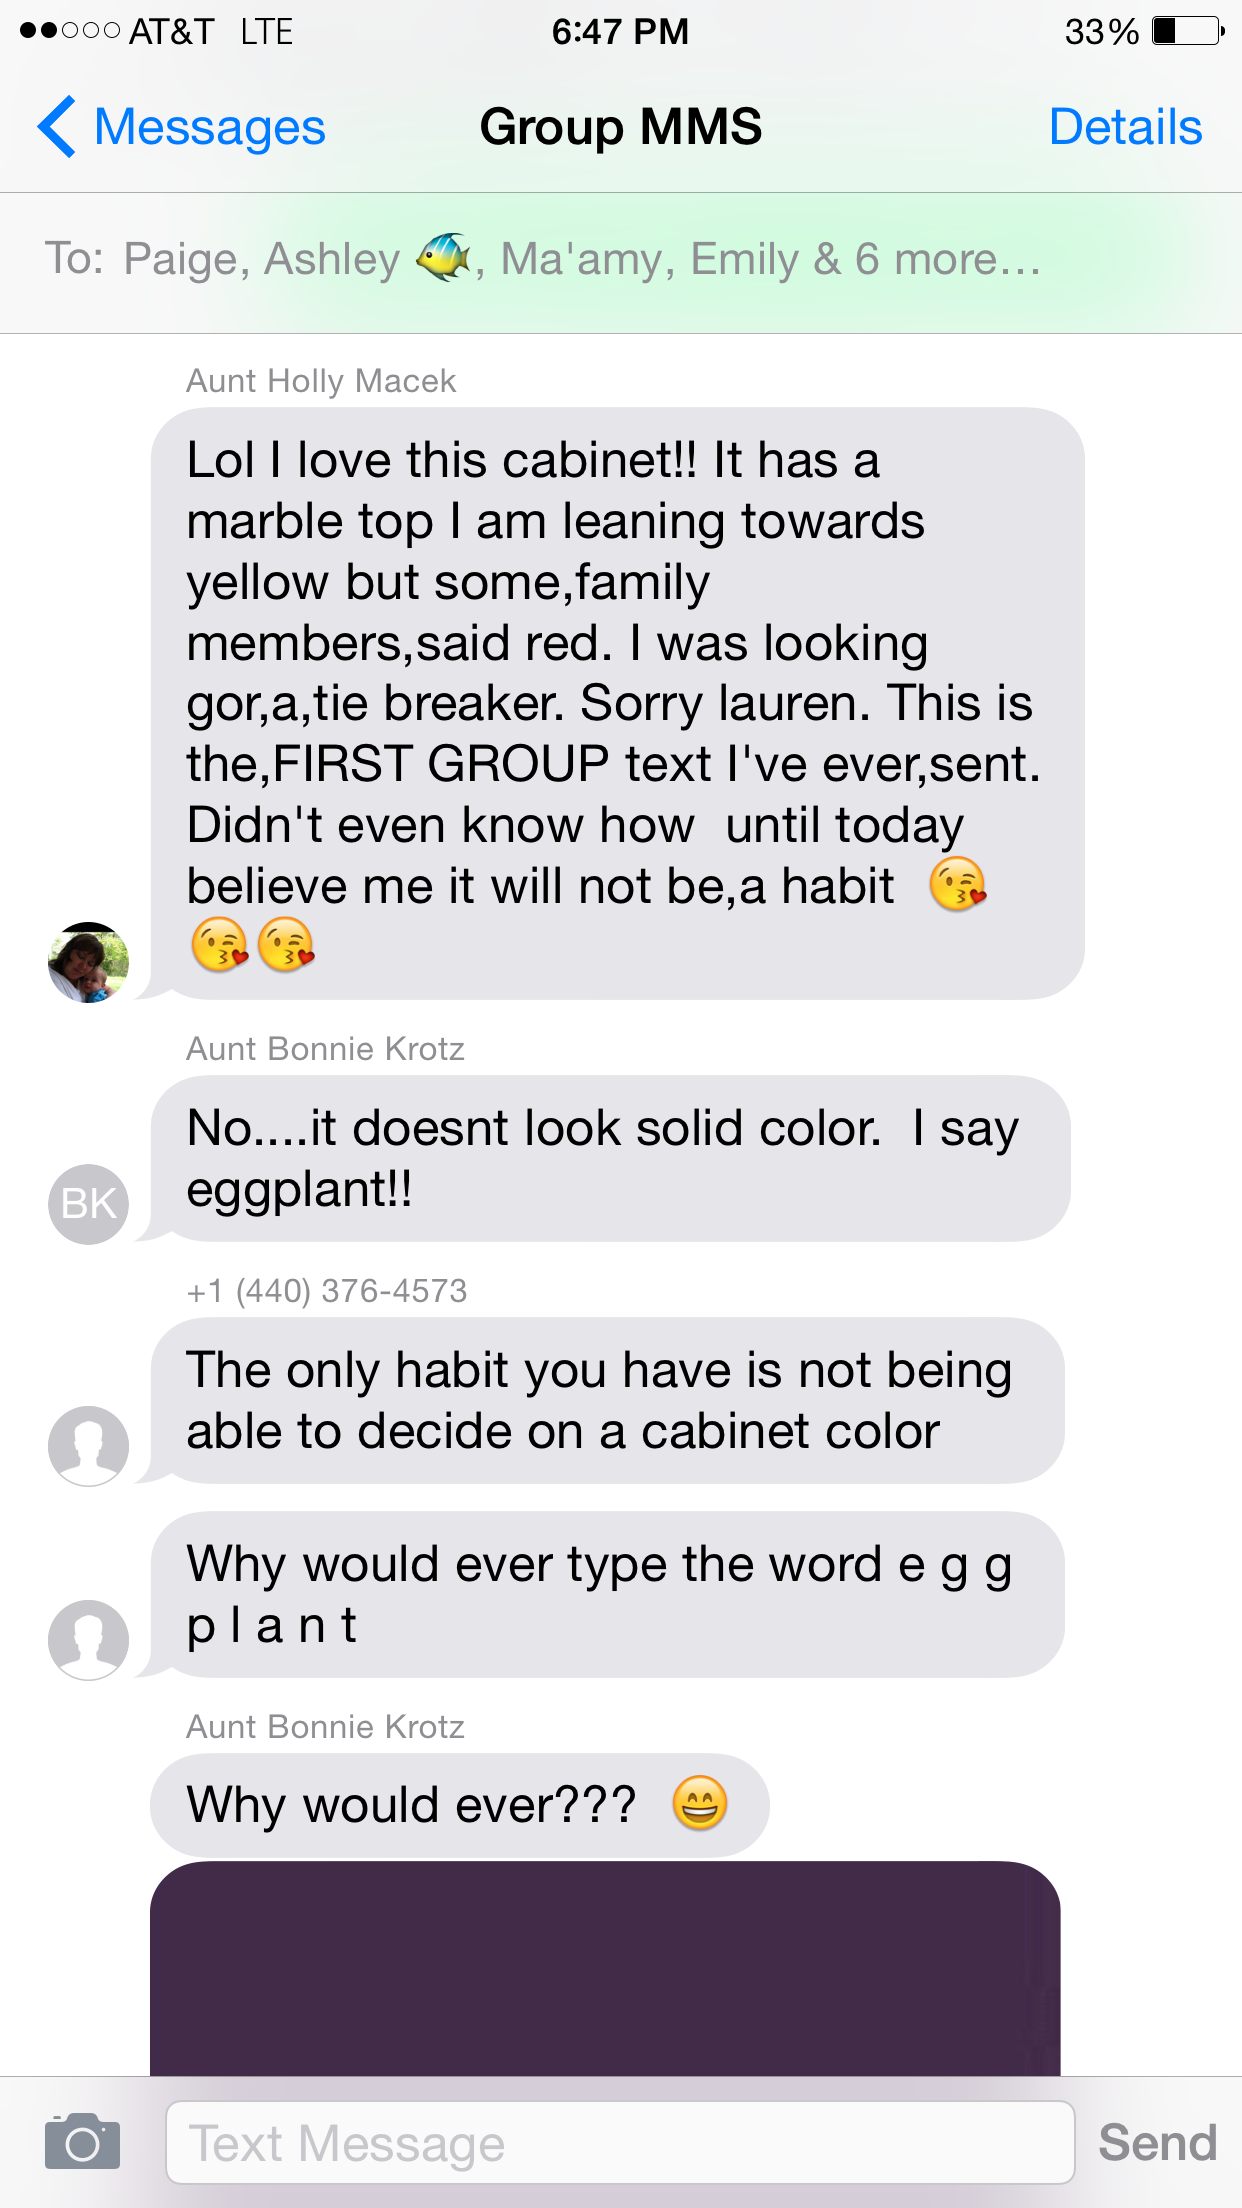 AT&T LTE 6:47 PM 33%
Messages Group MMS Details
To: Paige, Ashley 🐠, Ma'amy, Emily & 6 more...
Aunt Holly Macek
Lol I love this cabinet!! It has a
marble top I am leaning towards
yellow but some,family
members,said red. I was looking
gor,a,tie breaker. Sorry lauren. This is
the,FIRST GROUP text I've ever,sent.
Didn't even know how  until today
believe me it will not be,a habit  😘
😘😘
Aunt Bonnie Krotz
No....it doesnt look solid color.  I say
eggplant!!
BK
+1 (440) 376-4573
The only habit you have is not being
able to decide on a cabinet color
Why would ever type the word e g g
p l a n t
Aunt Bonnie Krotz
Why would ever???  😄
Text Message Send